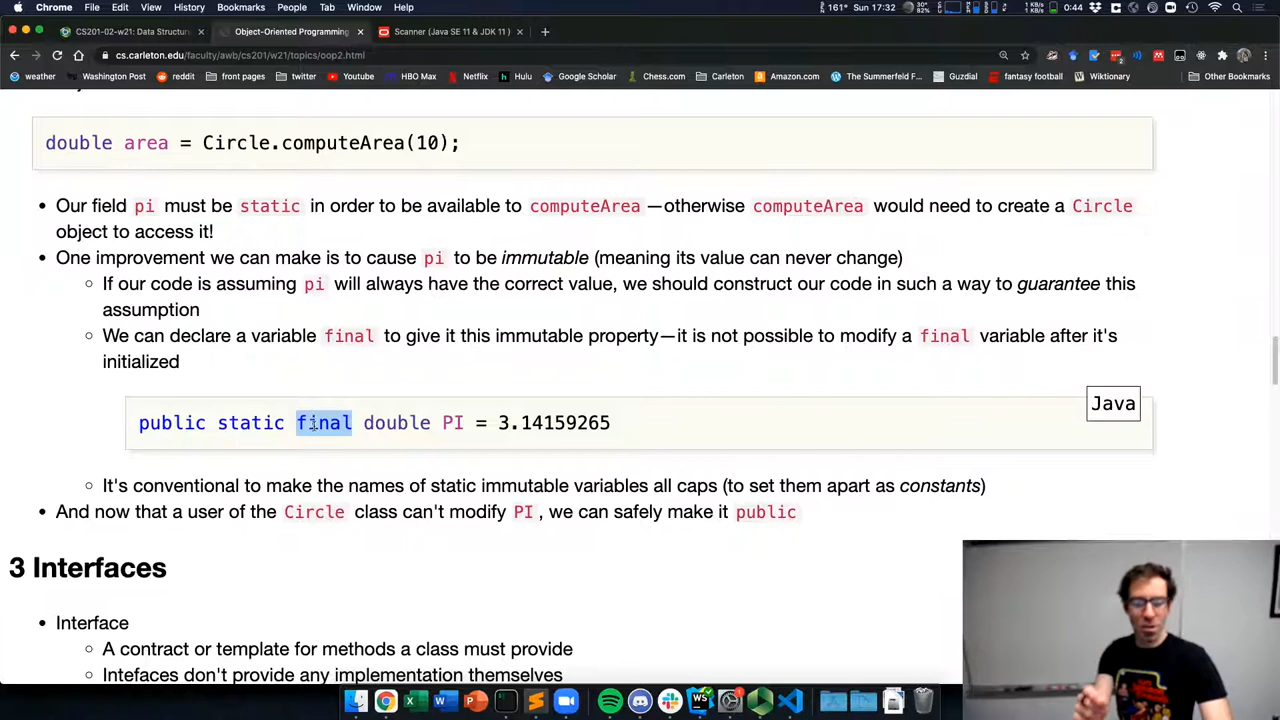 Chrome File Edit View History Bookmarks People Tab Window Help
161° Sun 17:32
30%
0:44
CS201-02-w21: Data Structur
Object-Oriented Programming
Scanner (Java SE 11 & JDK 11 )
cs.carleton.edu/faculty/awb/cs201/w21/topics/oop2.html
weather Washington Post reddit front pages twitter Youtube HBO Max Netflix Hulu Google Scholar Chess.com Carleton Amazon.com The Summerfeld F... Guzdial fantasy football Wiktionary Other Bookmarks
double area = Circle.computeArea(10);
• Our field pi must be static in order to be available to computeArea—otherwise computeArea would need to create a Circle
object to access it!
• One improvement we can make is to cause pi to be immutable (meaning its value can never change)
◦ If our code is assuming pi will always have the correct value, we should construct our code in such a way to guarantee this
assumption
◦ We can declare a variable final to give it this immutable property—it is not possible to modify a final variable after it's
initialized
Java
public static final double PI = 3.14159265
◦ It's conventional to make the names of static immutable variables all caps (to set them apart as constants)
• And now that a user of the Circle class can't modify PI, we can safely make it public
3 Interfaces
• Interface
◦ A contract or template for methods a class must provide
◦ Intefaces don't provide any implementation themselves